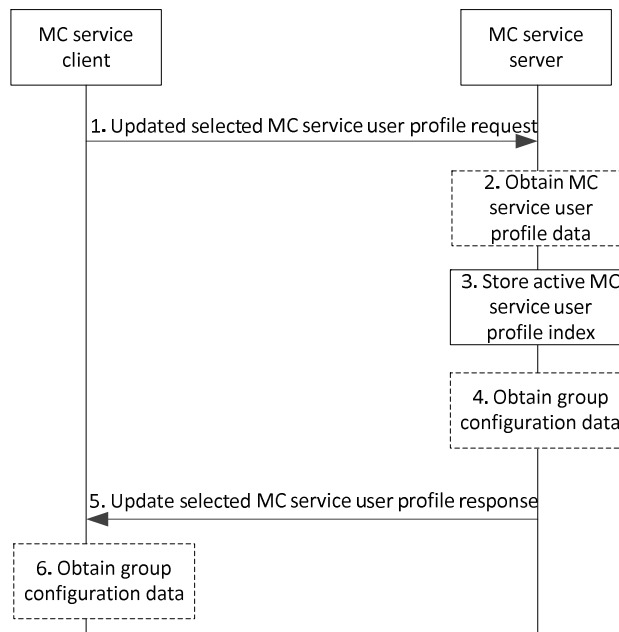 MC service
client
MC service
server
1. Updated selected MC service user profile request
2. Obtain MC
service user
profile data
3. Store active MC
service user
profile index
4. Obtain group
configuration data
5. Update selected MC service user profile response
6. Obtain group
configuration data